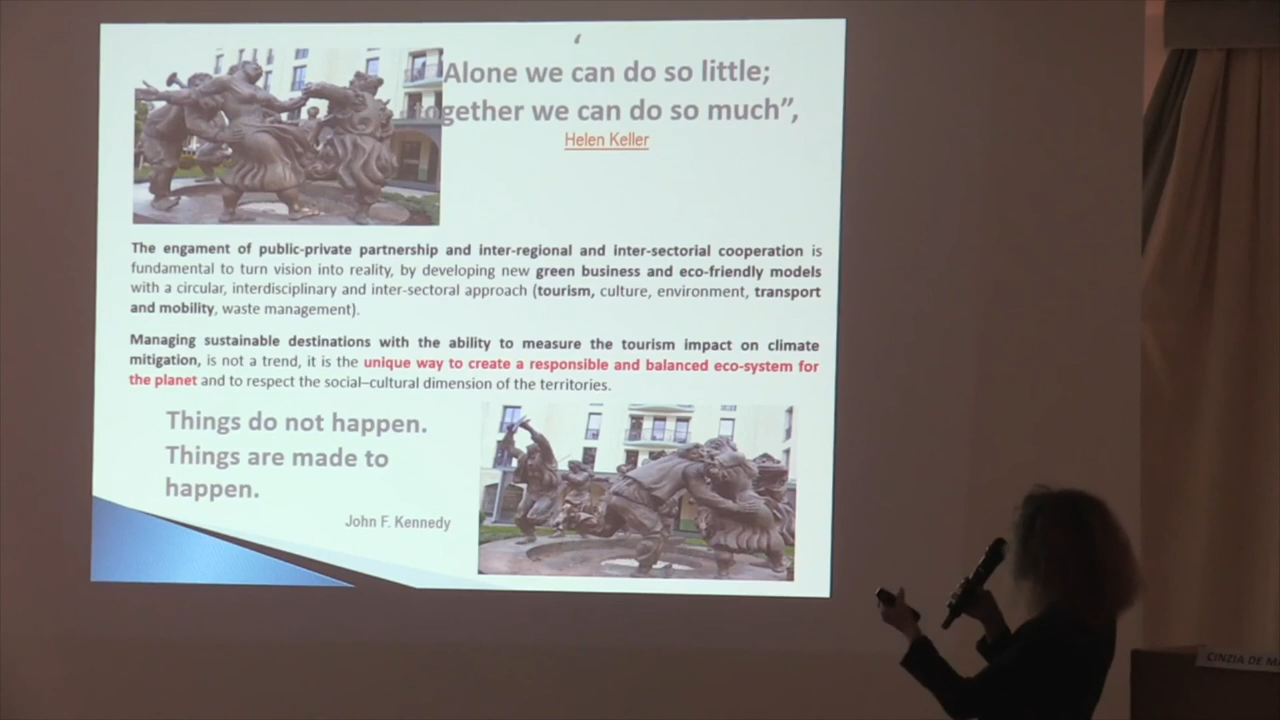 ‘
Alone we can do so little;
together we can do so much”,
Helen Keller
The engament of public-private partnership and inter-regional and inter-sectorial cooperation is
fundamental to turn vision into reality, by developing new green business and eco-friendly models
with a circular, interdisciplinary and inter-sectoral approach (tourism, culture, environment, transport
and mobility, waste management).
Managing sustainable destinations with the ability to measure the tourism impact on climate
mitigation, is not a trend, it is the unique way to create a responsible and balanced eco-system for
the planet and to respect the social–cultural dimension of the territories.
Things do not happen.
Things are made to
happen.
John F. Kennedy
CINZIA DE